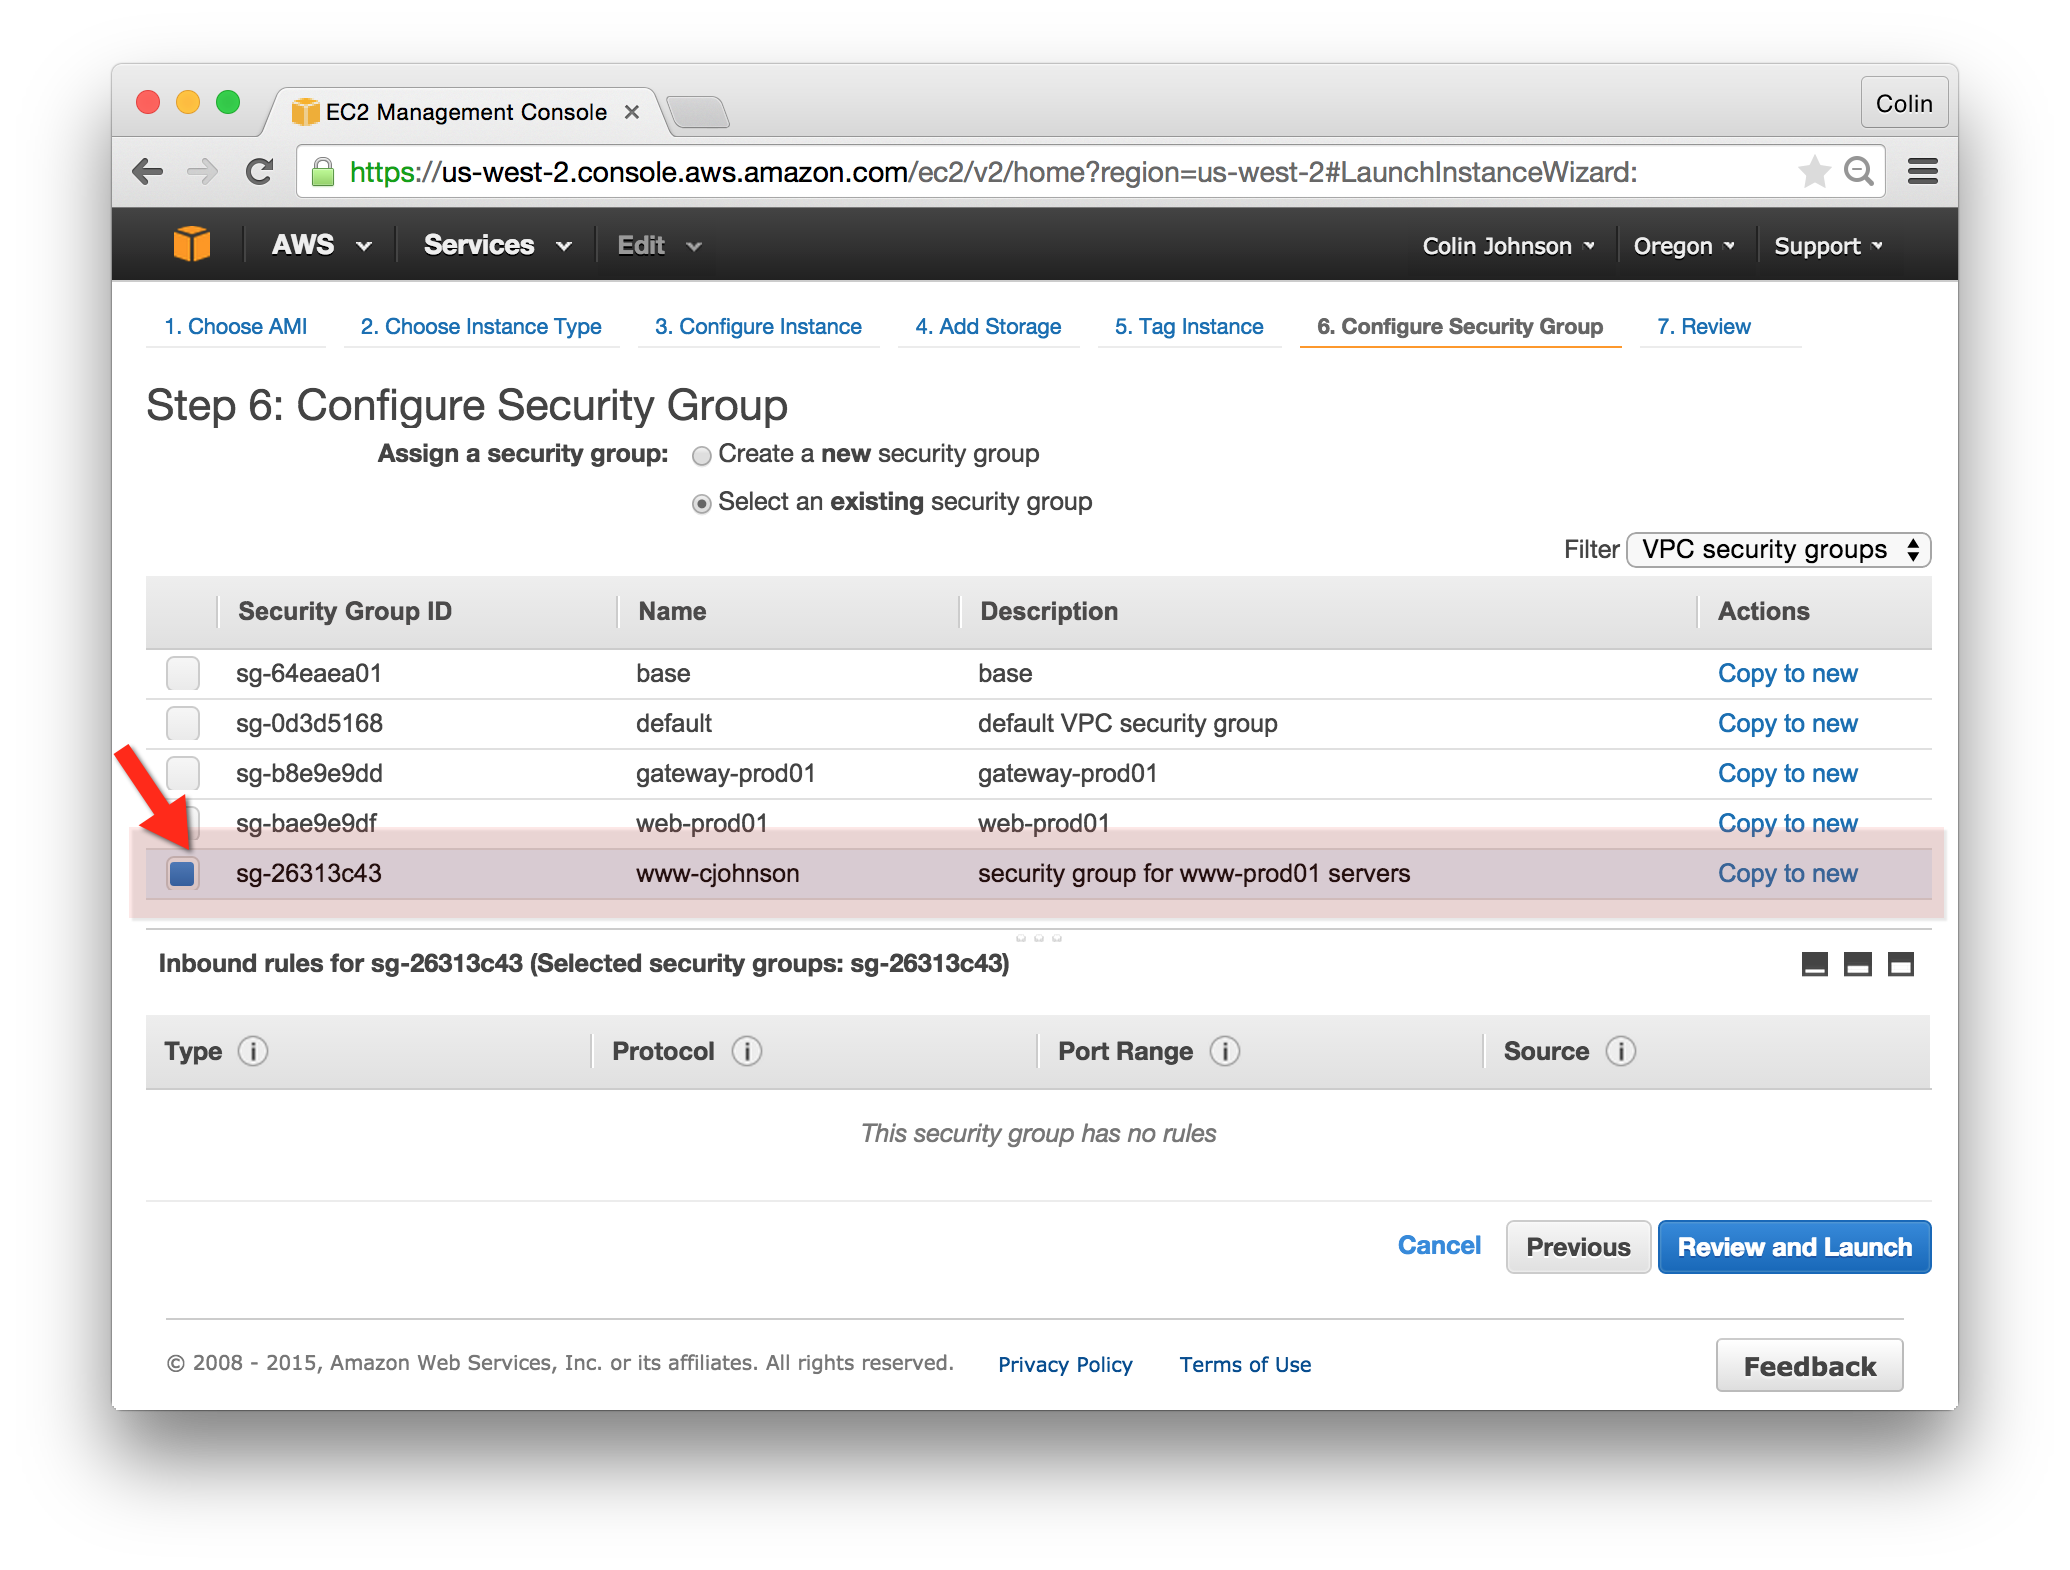 EC2 Management Console
Colin
https://us-west-2.console.aws.amazon.com/ec2/v2/home?region=us-west-2#LaunchInstanceWizard:
AWS Services Edit Colin Johnson Oregon Support
1. Choose AMI 2. Choose Instance Type 3. Configure Instance 4. Add Storage 5. Tag Instance 6. Configure Security Group 7. Review
Step 6: Configure Security Group
Assign a security group: Create a new security group
Select an existing security group
Filter VPC security groups
Security Group ID Name Description Actions
sg-64eaea01 base base Copy to new
sg-0d3d5168 default default VPC security group Copy to new
sg-b8e9e9dd gateway-prod01 gateway-prod01 Copy to new
sg-bae9e9df web-prod01 web-prod01 Copy to new
sg-26313c43 www-cjohnson security group for www-prod01 servers Copy to new
Inbound rules for sg-26313c43 (Selected security groups: sg-26313c43)
Type i Protocol i Port Range i Source i
This security group has no rules
Cancel Previous Review and Launch
© 2008 - 2015, Amazon Web Services, Inc. or its affiliates. All rights reserved. Privacy Policy Terms of Use Feedback